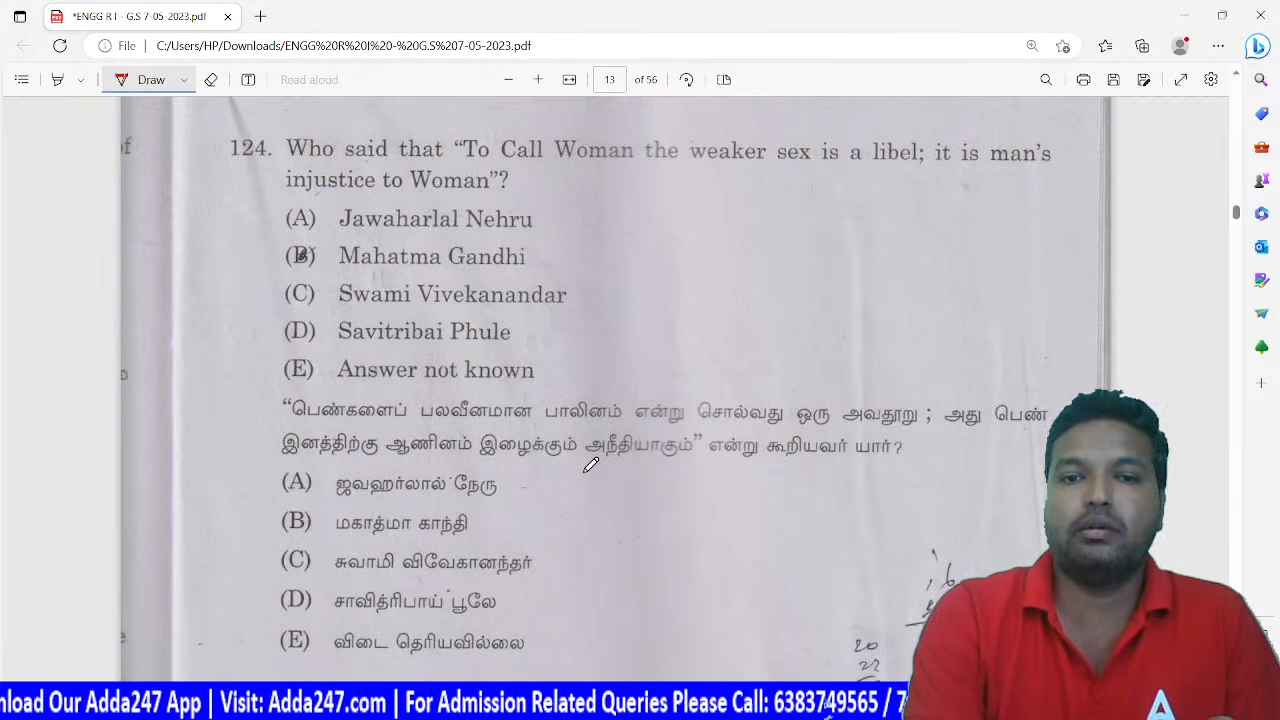 *ENGG R I - G.S 7-05-2023.pdf
File C:/Users/HP/Downloads/ENGG%20R%20I%20-%20G.S%207-05-2023.pdf
Draw Read aloud 13 of 56
124. Who said that “To Call Woman the weaker sex is a libel; it is man’s
injustice to Woman”?
(A) Jawaharlal Nehru
(B) Mahatma Gandhi
(C) Swami Vivekanandar
(D) Savitribai Phule
(E) Answer not known
“பெண்களைப் பலவீனமான பாலினம் என்று சொல்வது ஒரு அவதூறு ; அது பெண்
இனத்திற்கு ஆணினம் இழைக்கும் அநீதியாகும்” என்று கூறியவர் யார்?
(A) ஜவஹர்லால் நேரு
(B) மகாத்மா காந்தி
(C) சுவாமி விவேகானந்தர்
(D) சாவித்ரிபாய் பூலே
(E) விடை தெரியவில்லை
20
22
nload Our Adda247 App | Visit: Adda247.com | For Admission Related Queries Please Call: 6383749565 / 7